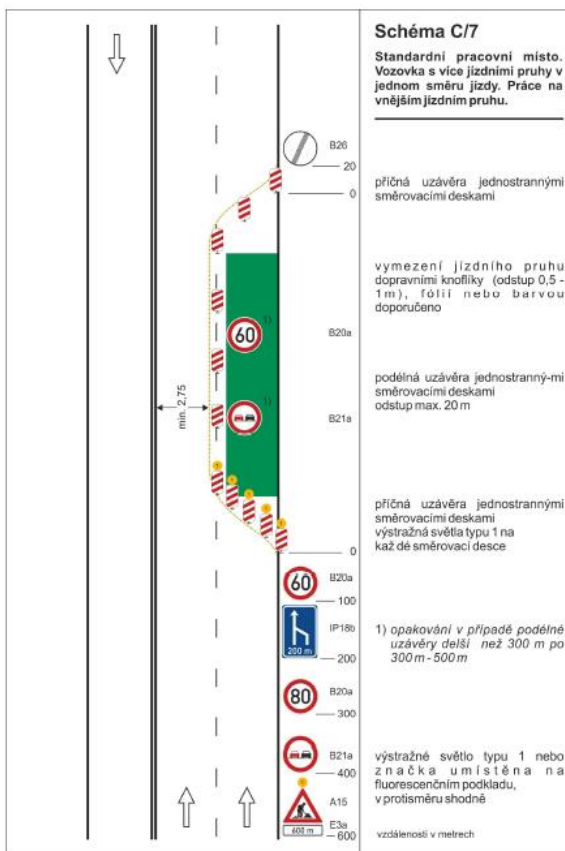 Schéma C/7
Standardní pracovní místo.
Vozovka s více jízdními pruhy v
jednom směru jízdy. Práce na
vnějším jízdním pruhu.
B26
20
0
příčná uzávěra jednostrannými
směrovacími deskami
vymezení jízdního pruhu
dopravními knoflíky (odstup 0,5 -
1m), fólií nebo barvou
doporučeno
1)
60
B20a
podélná uzávěra jednostranný-mi
směrovacími deskami
odstup max. 20 m
min. 2,75
1)
B21a
příčná uzávěra jednostrannými
směrovacími deskami
výstražná světla typu 1 na
kaž dé směrovací desce
0
60
B20a
100
IP18b
200 m
200
1) opakování v případě podélné
uzávěry delší než 300 m po
300 m - 500 m
80
B20a
300
B21a
400
výstražné světlo typu 1 nebo
značka umístěna na
fluorescenčním podkladu,
v protisměru shodně
A15
E3a
600 m
600
vzdálenosti v metrech